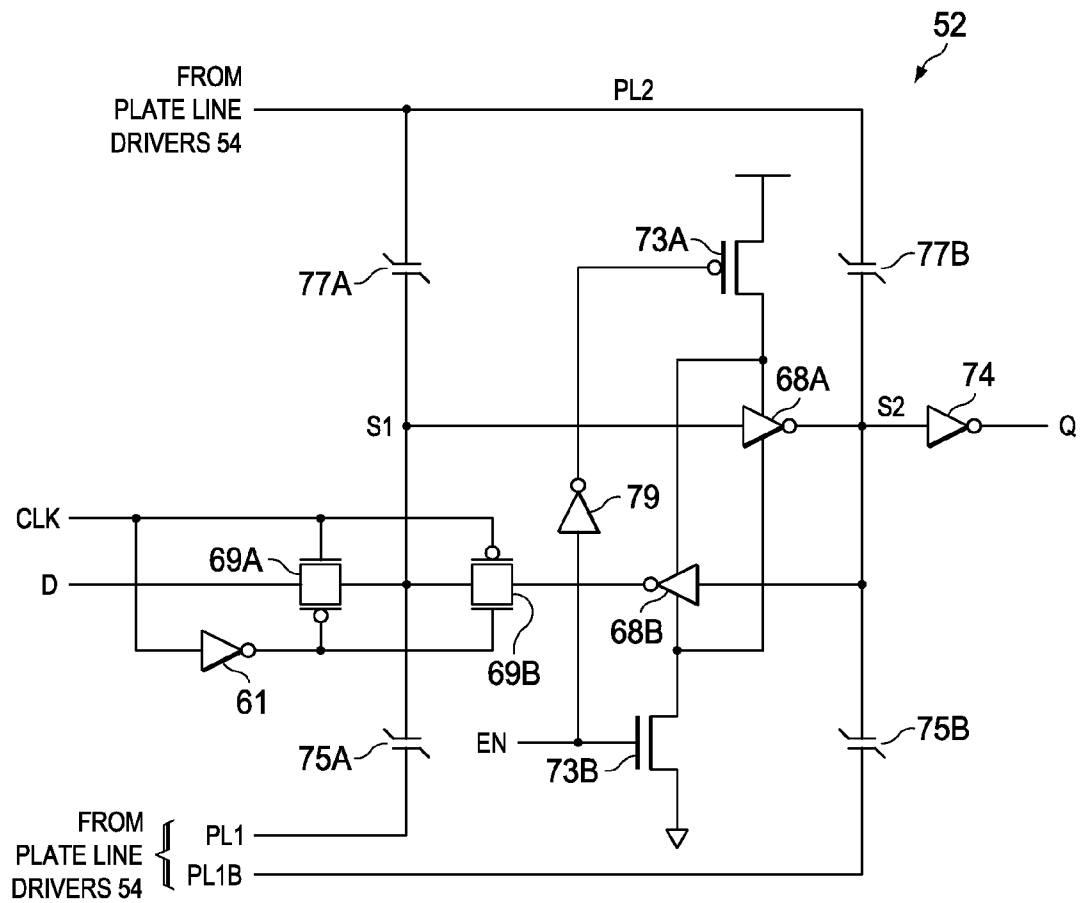 52
FROM
PLATE LINE
DRIVERS 54
PL2
73A
77A
77B
68A
74
S1
S2
Q
79
CLK
69A
D
68B
69B
61
75A
EN
73B
75B
FROM
PLATE LINE
DRIVERS 54
PL1
PL1B